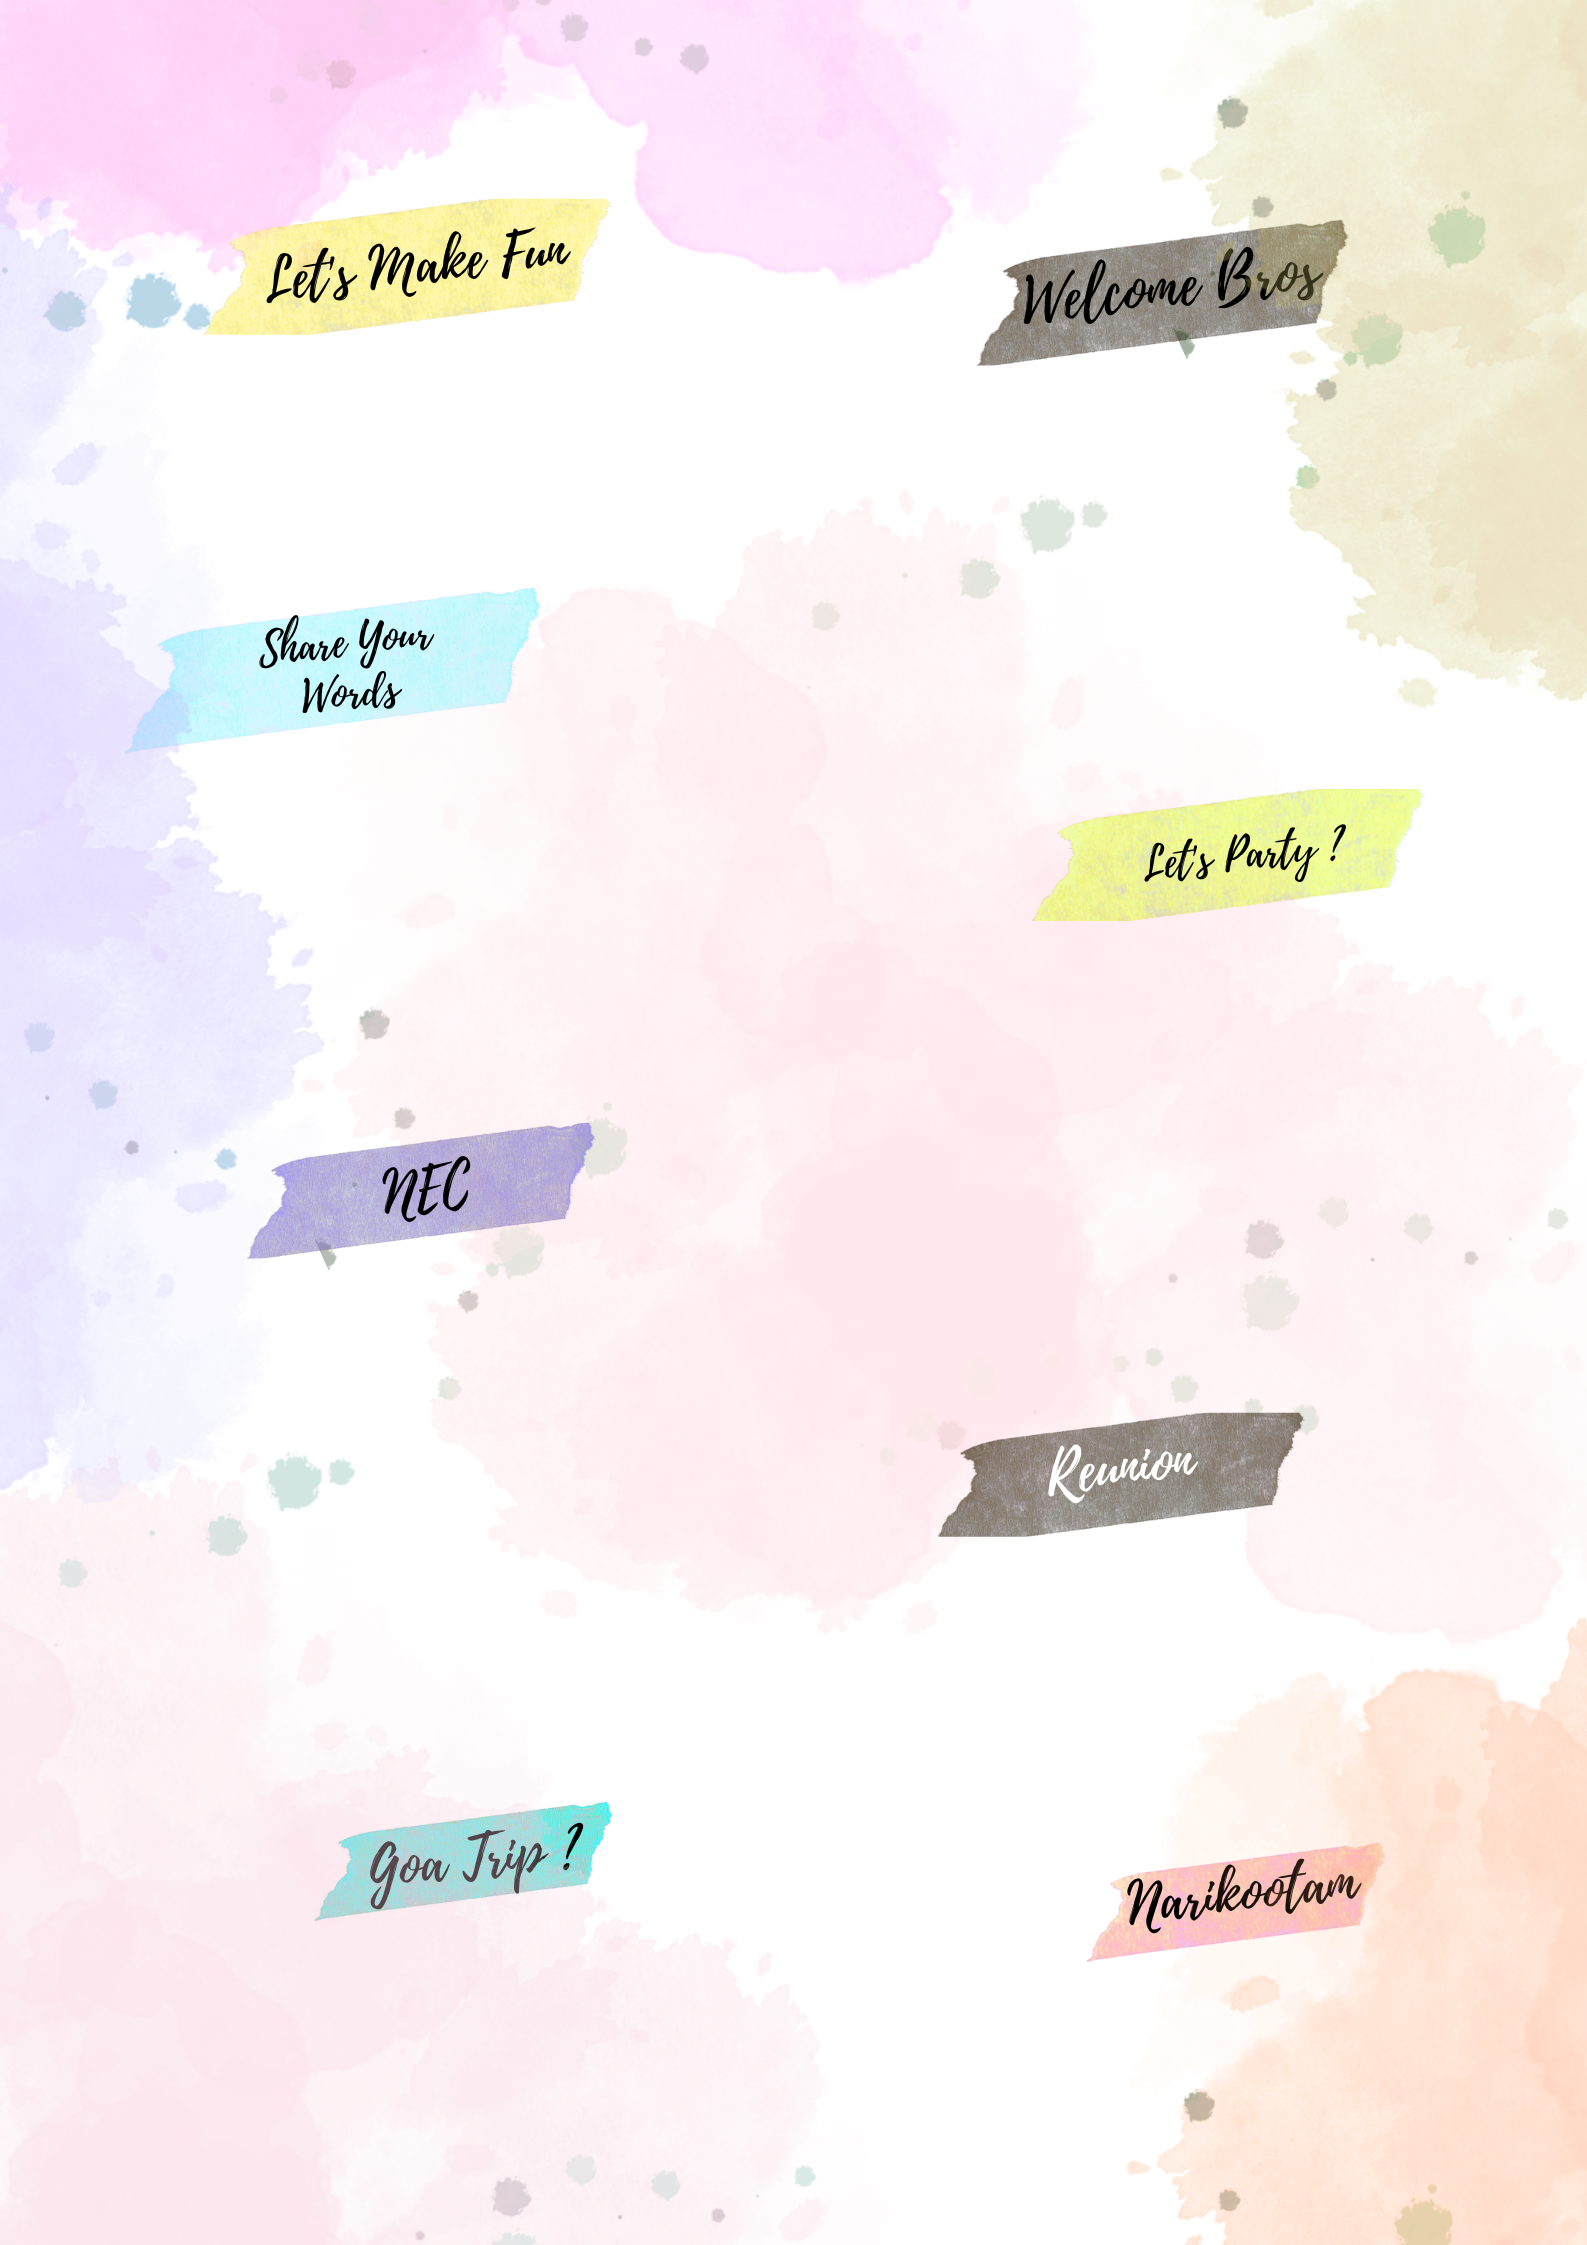 Let's Make Fun
Welcome Bros
Share Your
Words
Let's Party ?
NEC
Reunion
Goa Trip ?
Narikootam